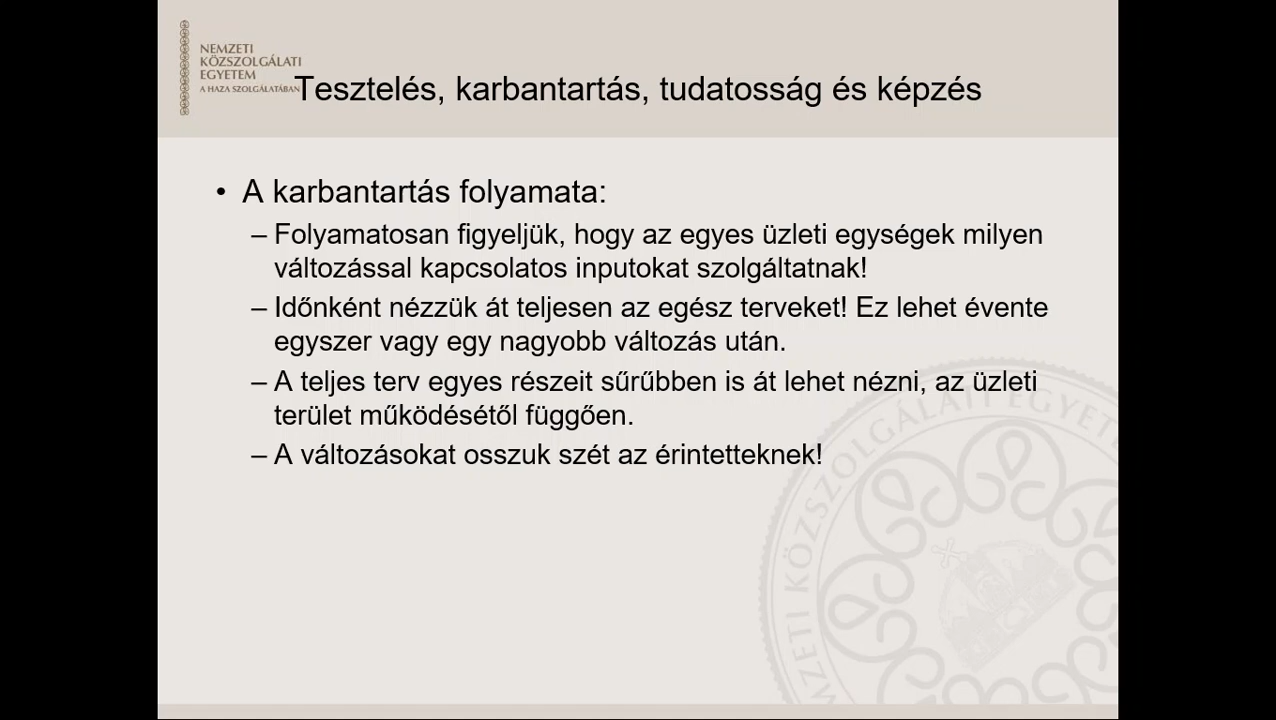 NEMZETI
KÖZSZOLGÁLATI
EGYETEM
A HAZA SZOLGÁLATÁBAN
Tesztelés, karbantartás, tudatosság és képzés
• A karbantartás folyamata:
– Folyamatosan figyeljük, hogy az egyes üzleti egységek milyen
változással kapcsolatos inputokat szolgáltatnak!
– Időnként nézzük át teljesen az egész terveket! Ez lehet évente
egyszer vagy egy nagyobb változás után.
– A teljes terv egyes részeit sűrűbben is át lehet nézni, az üzleti
terület működésétől függően.
– A változásokat osszuk szét az érintetteknek!
MZETI KÖZSZOLGÁLATI EGYETE